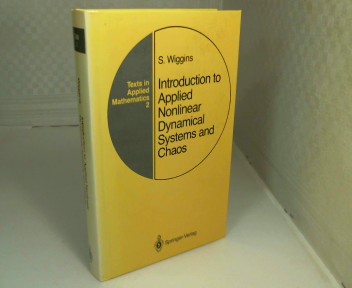 S. Wiggins
Texts in
Applied
Mathematics
2
Introduction to
Applied
Nonlinear
Dynamical
Systems and
Chaos
Springer-Verlag